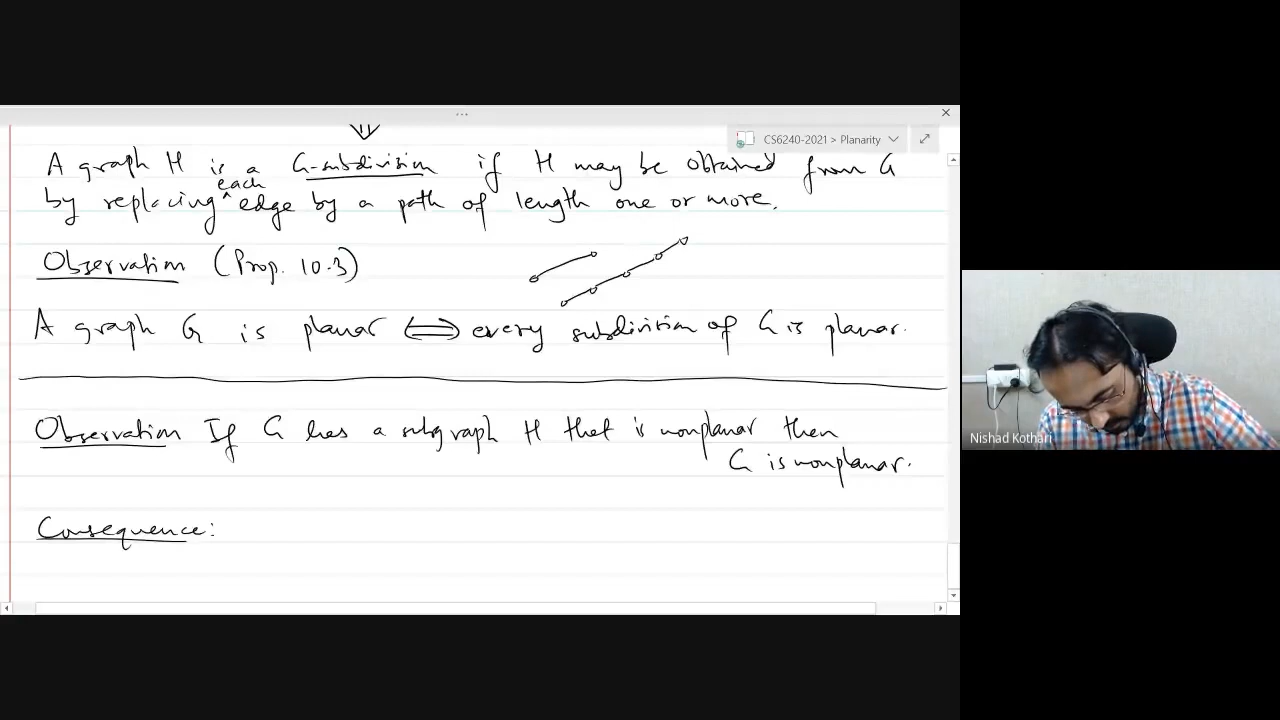 CS6240-2021 > Planarity
A graph H is a G-subdivision if H may be obtained from G
by replacing ^each edge by a path of length one or more.
Observation (Prop. 10.3)
A graph G is planar ⟺ every subdivision of G is planar.
Observation If G has a subgraph H that is nonplanar then
G is nonplanar.
Consequence:
Nishad Kothari